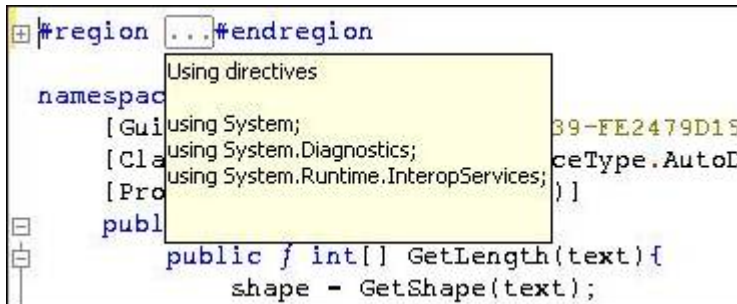 #region ...#endregion
Using directives
namespac
using System;
[Gui 39-FE2479D19
using System.Diagnostics;
[Cla ceType.AutoD
using System.Runtime.InteropServices;
[Pro )]
publ
public f int[] GetLength(text){
shape = GetShape(text);